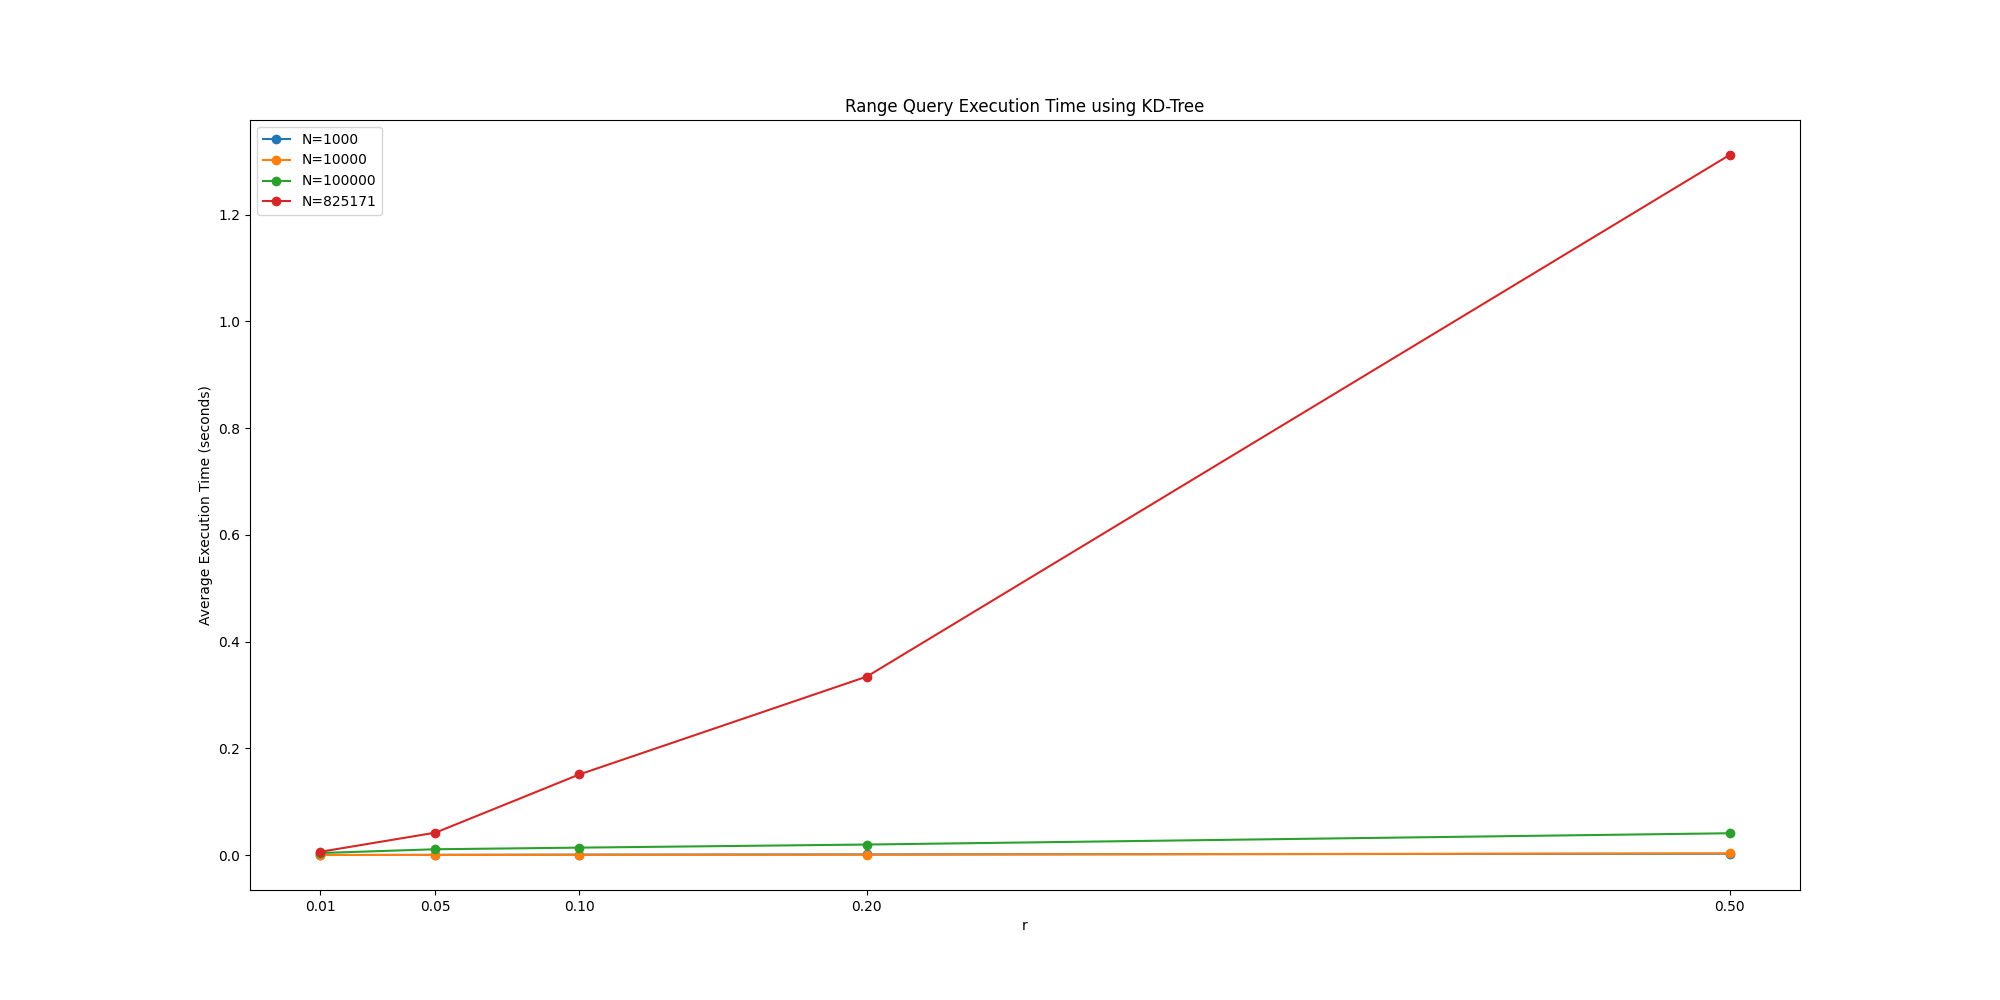 Range Query Execution Time using KD-Tree
N=1000
N=10000
N=100000
N=825171
1.2
1.0
0.8
0.6
0.4
0.2
0.0
Average Execution Time (seconds)
0.01 0.05 0.10 0.20 0.50
r